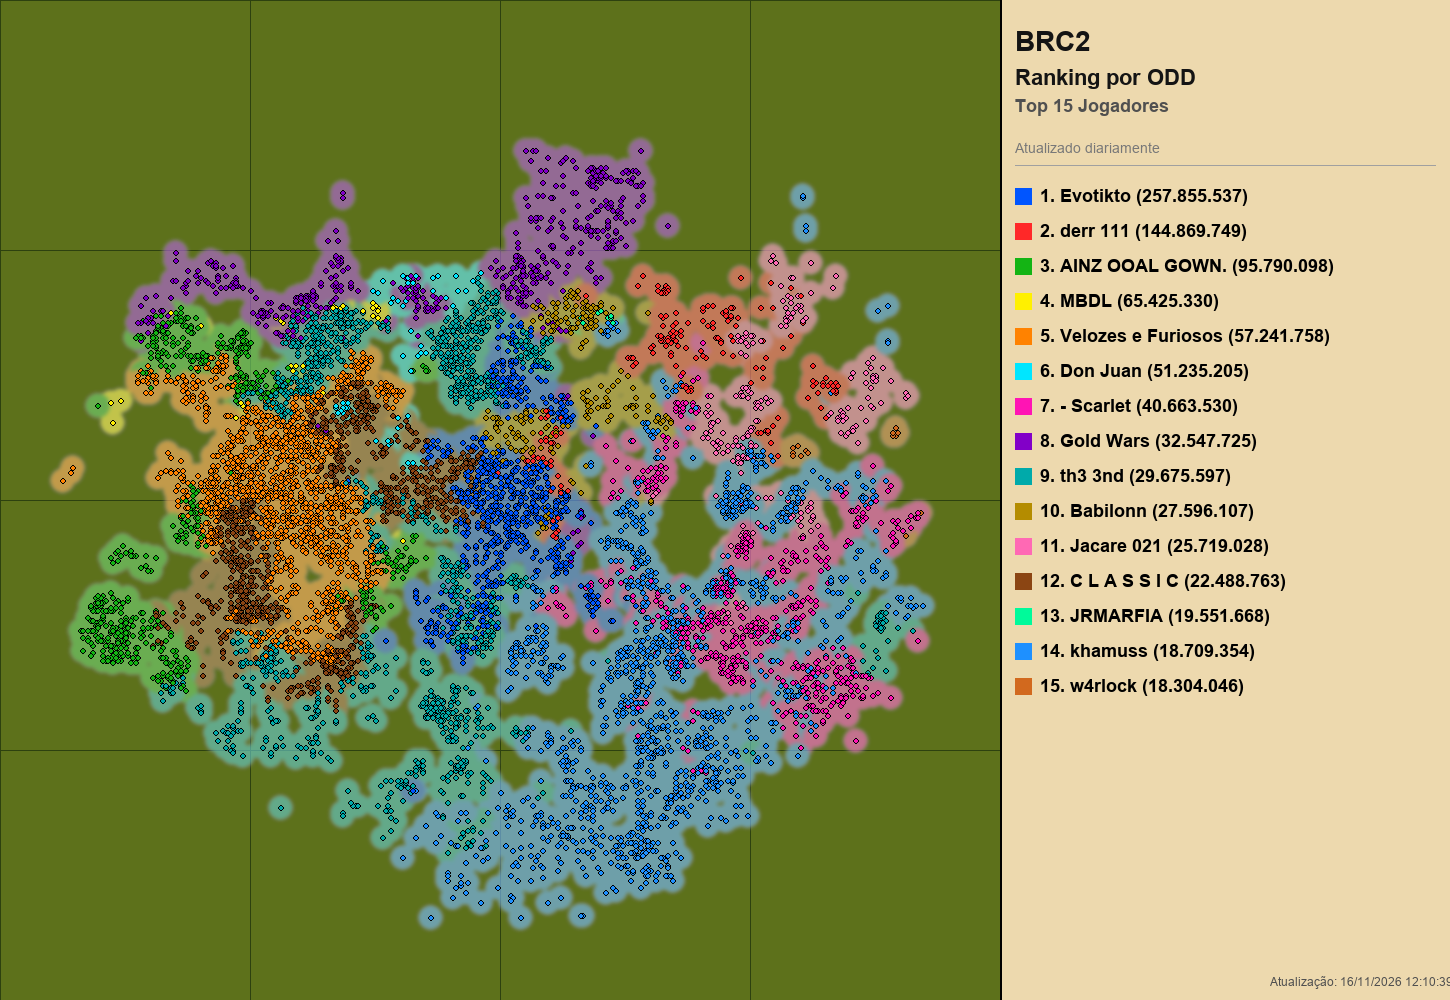 BRC2
Ranking por ODD
Top 15 Jogadores
Atualizado diariamente
1. Evotikto (257.855.537)
2. derr 111 (144.869.749)
3. AINZ OOAL GOWN. (95.790.098)
4. MBDL (65.425.330)
5. Velozes e Furiosos (57.241.758)
6. Don Juan (51.235.205)
7. - Scarlet (40.663.530)
8. Gold Wars (32.547.725)
9. th3 3nd (29.675.597)
10. Babilonn (27.596.107)
11. Jacare 021 (25.719.028)
12. C L A S S I C (22.488.763)
13. JRMARFIA (19.551.668)
14. khamuss (18.709.354)
15. w4rlock (18.304.046)
Atualização: 16/11/2026 12:10:39